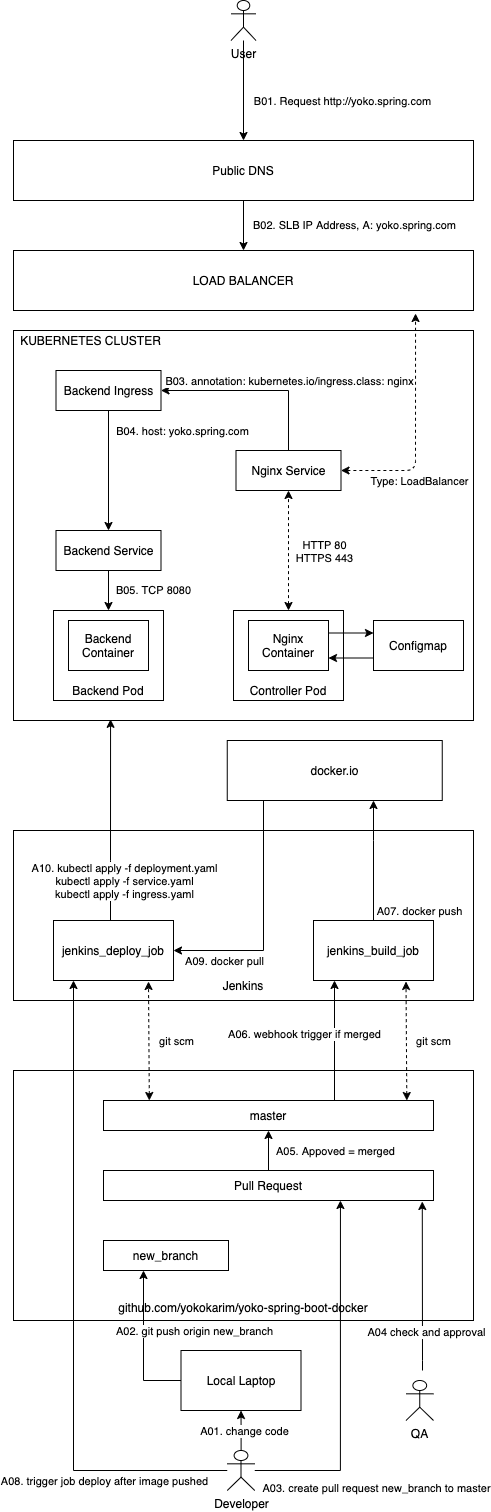 User
B01. Request http://yoko.spring.com
Public DNS
B02. SLB IP Address, A: yoko.spring.com
LOAD BALANCER
KUBERNETES CLUSTER
Backend Ingress
B03. annotation: kubernetes.io/ingress.class: nginx
B04. host: yoko.spring.com
Nginx Service
Type: LoadBalancer
Backend Service
HTTP 80
HTTPS 443
B05. TCP 8080
Backend
Container
Backend Pod
Nginx
Container
Controller Pod
Configmap
docker.io
A10. kubectl apply -f deployment.yaml
kubectl apply -f service.yaml
kubectl apply -f ingress.yaml
A07. docker push
jenkins_deploy_job
A09. docker pull
jenkins_build_job
Jenkins
git scm
A06. webhook trigger if merged
git scm
master
A05. Appoved = merged
Pull Request
new_branch
github.com/yokokarim/yoko-spring-boot-docker
A02. git push origin new_branch
A04 check and approval
Local Laptop
A01. change code
QA
A08. trigger job deploy after image pushed
A03. create pull request new_branch to master
Developer